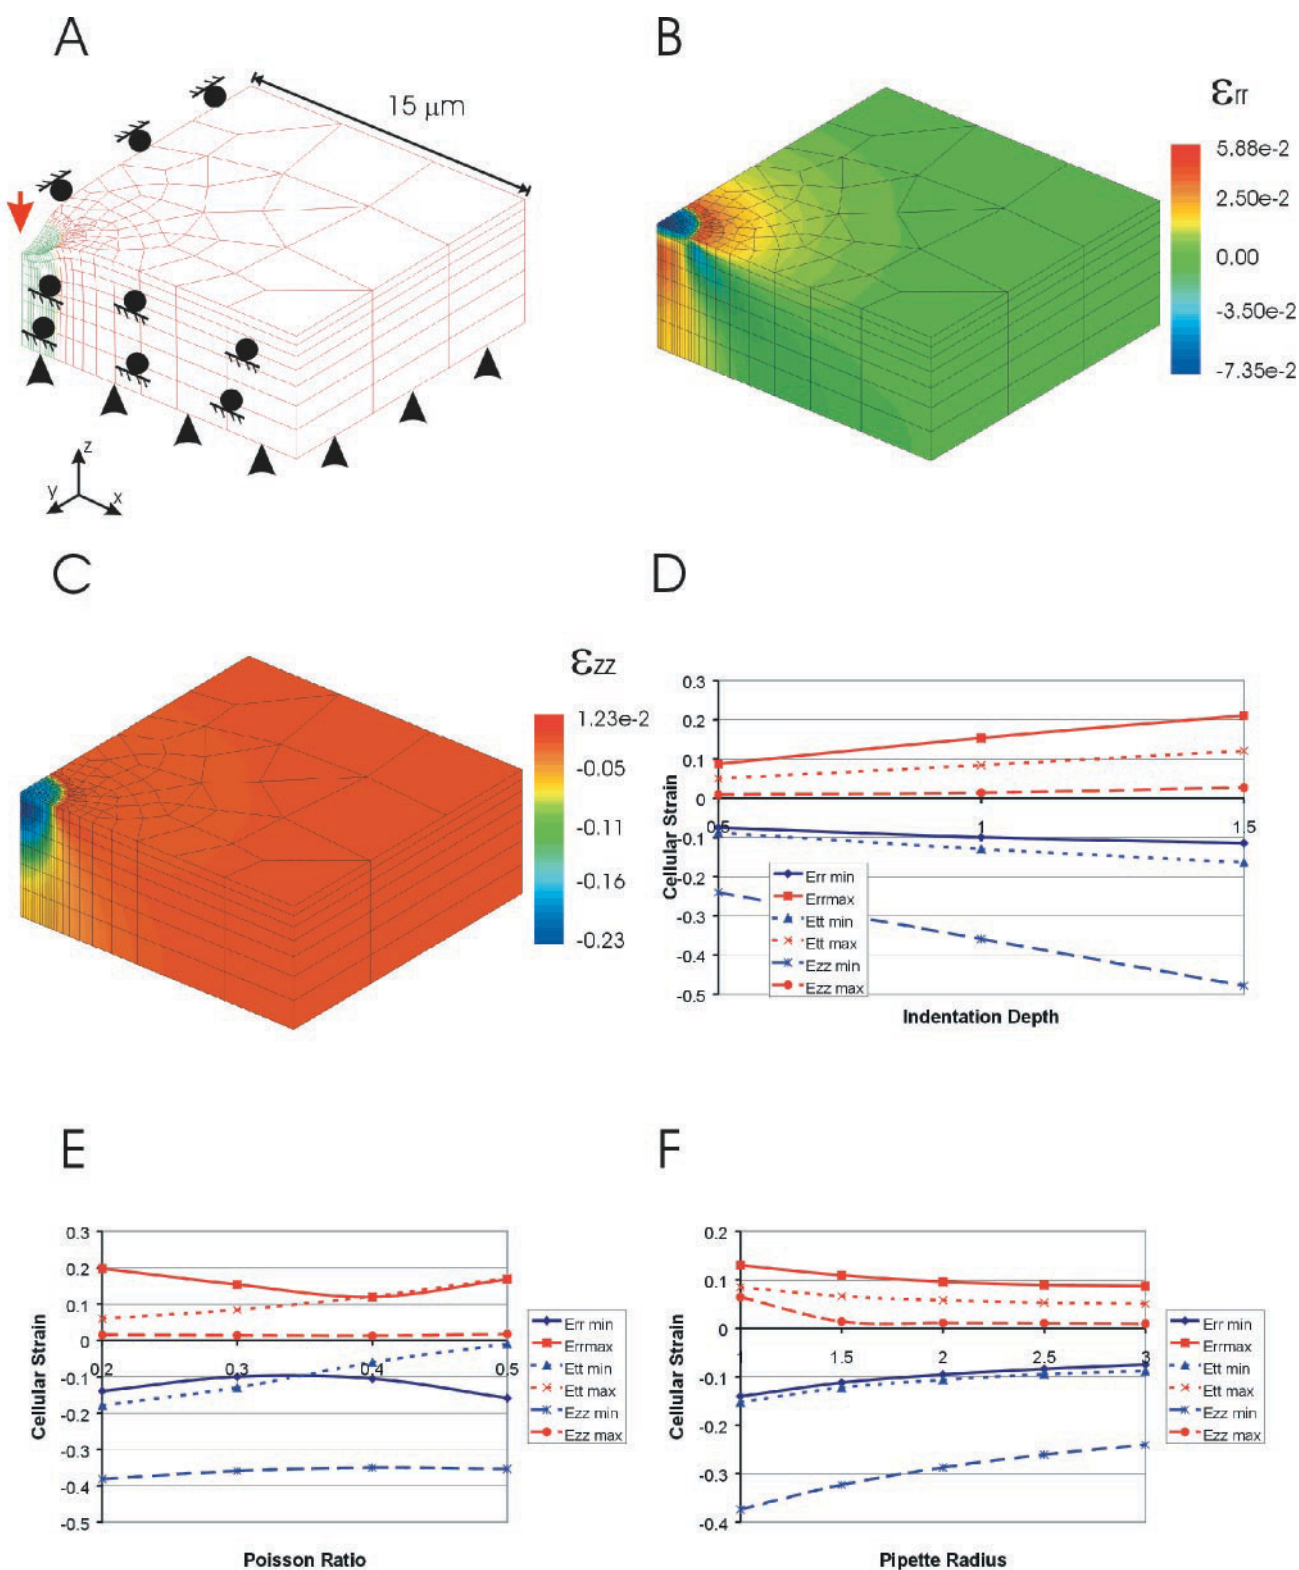 A
15 μm
z
y
x
B
εrr
5.88e-2
2.50e-2
0.00
-3.50e-2
-7.35e-2
C
εzz
1.23e-2
-0.05
-0.11
-0.16
-0.23
D
0.3
0.2
0.1
0
-0.1
-0.2
-0.3
-0.4
-0.5
0.5
1
1.5
Cellular Strain
Indentation Depth
Err min
Errmax
Ett min
Ett max
Ezz min
Ezz max
E
0.3
0.2
0.1
0
-0.1
-0.2
-0.3
-0.4
-0.5
0.2
0.3
0.4
0.5
Cellular Strain
Poisson Ratio
Err min
Errmax
Ett min
Ett max
Ezz min
Ezz max
F
0.2
0.1
0
-0.1
-0.2
-0.3
-0.4
1
1.5
2
2.5
3
Cellular Strain
Pipette Radius
Err min
Errmax
Ett min
Ett max
Ezz min
Ezz max